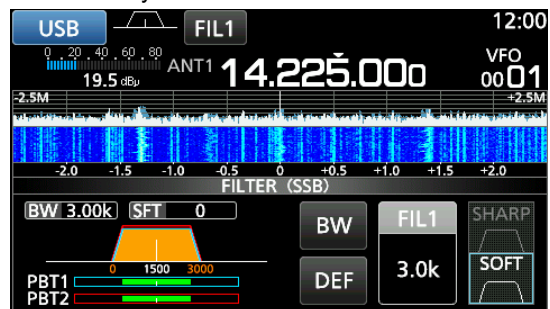 USB FIL1 12:00
0 20 40 60 80
19.5 dBμ ANT1 14.225.000 VFO 00 01
-2.5M +2.5M
-2.0 -1.5 -1.0 -0.5 0 +0.5 +1.0 +1.5 +2.0
FILTER (SSB)
BW 3.00k SFT 0
BW FIL1 SHARP
0 1500 3000
DEF 3.0k SOFT
PBT1
PBT2